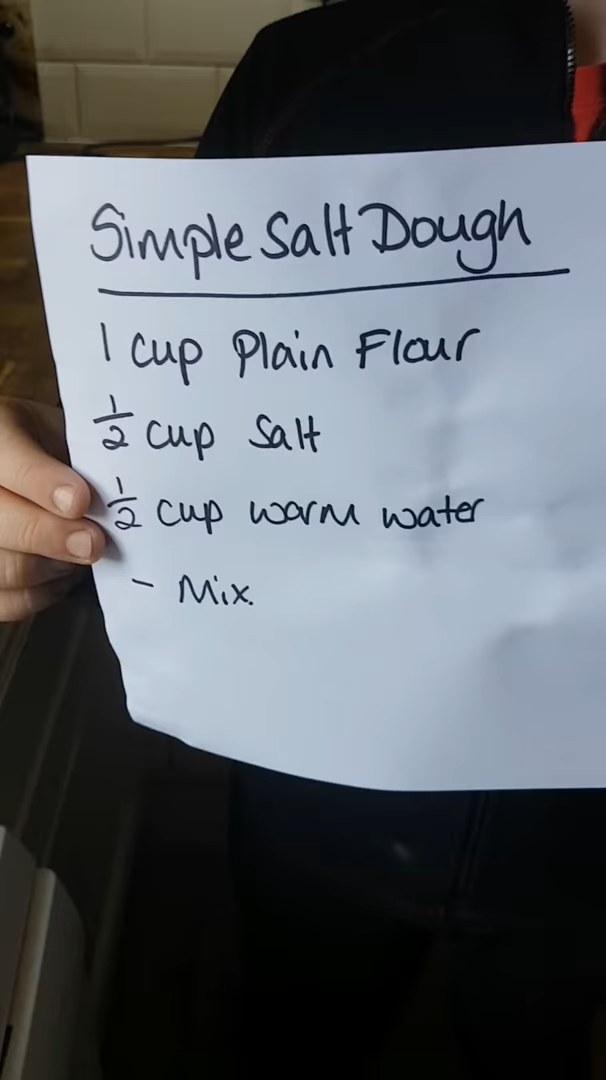 Simple Salt Dough
1 cup Plain Flour
½ cup Salt
½ cup warm water
- Mix.